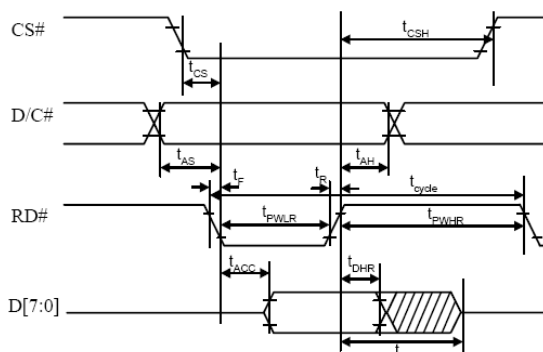 CS#
tCSH
tCS
D/C#
tAS
tAH
tF
tR
tcycle
RD#
tPWLR
tPWHR
tACC
tDHR
D[7:0]
t